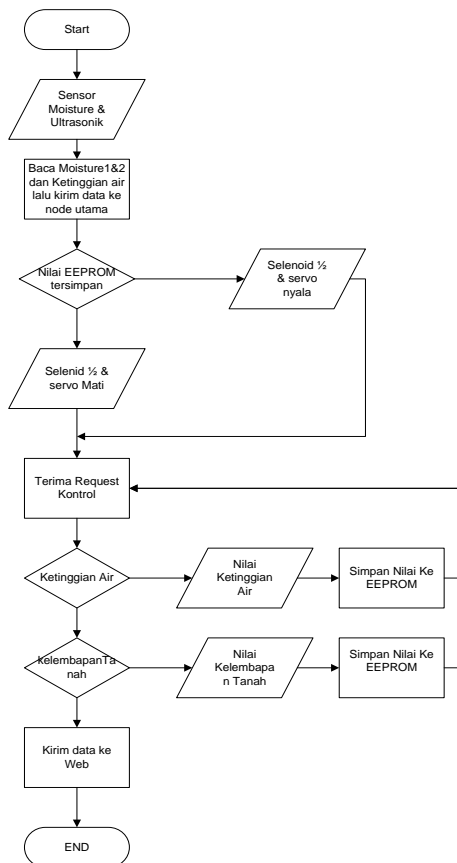 Start
Sensor
Moisture &
Ultrasonik
Baca Moisture1&2
dan Ketinggian air
lalu kirim data ke
node utama
Nilai EEPROM
tersimpan
Selenoid ½
& servo
nyala
Selenid ½ &
servo Mati
Terima Request
Kontrol
Ketinggian Air
Nilai
Ketinggian
Air
Simpan Nilai Ke
EEPROM
kelembapanTa
nah
Nilai
Kelembapa
n Tanah
Simpan Nilai Ke
EEPROM
Kirim data ke
Web
END